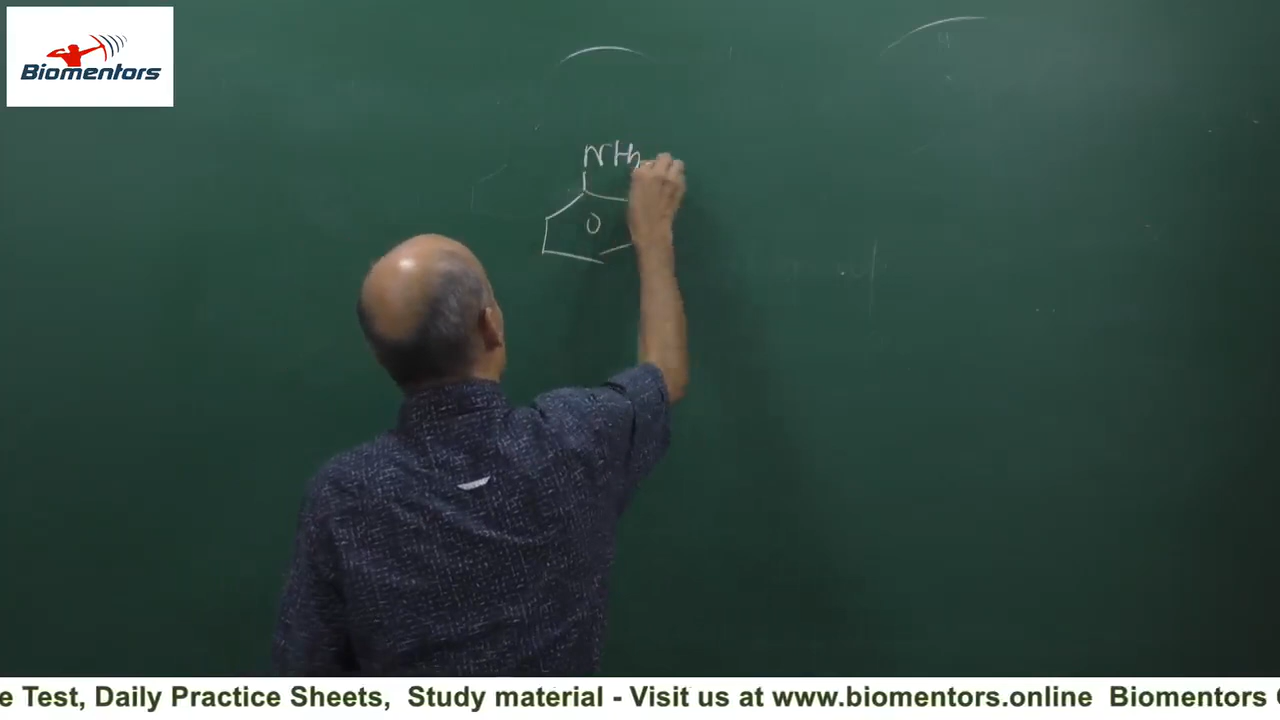 Biomentors
NH2
e Test, Daily Practice Sheets,  Study material - Visit us at www.biomentors.online  Biomentors